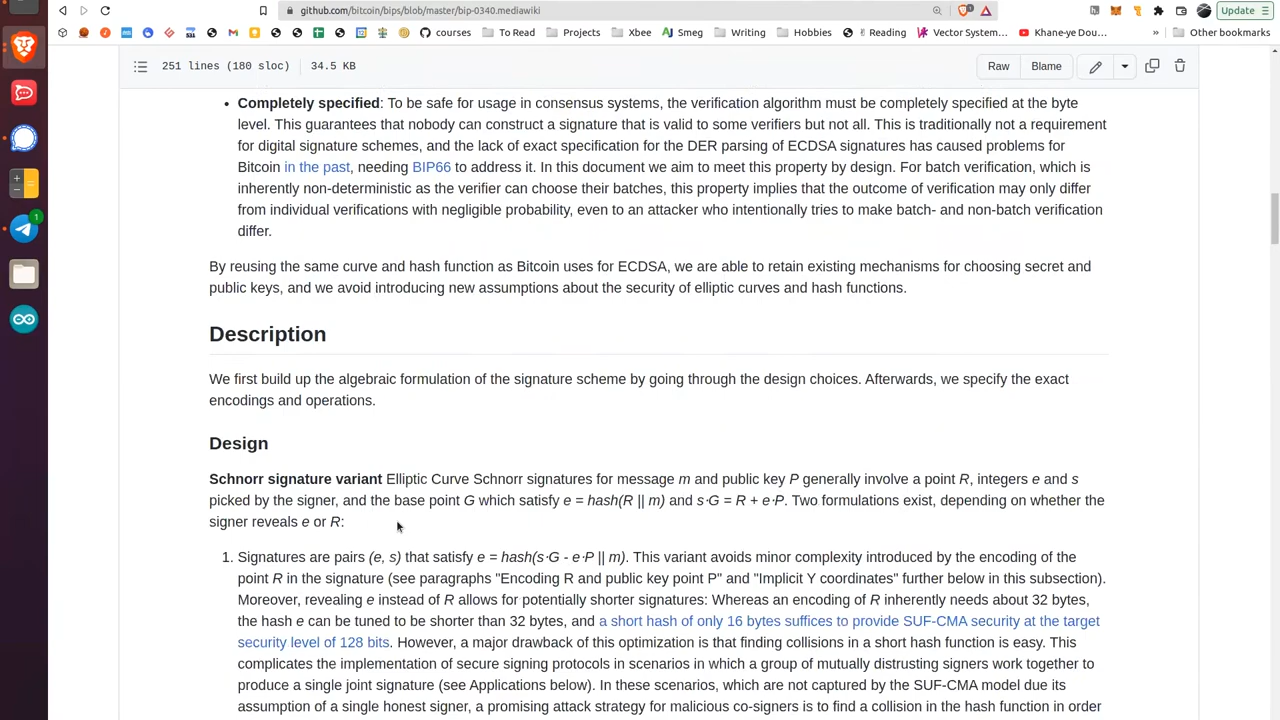 github.com/bitcoin/bips/blob/master/bip-0340.mediawiki
1
Update
courses
To Read
Projects
Xbee
Smeg
Writing
Hobbies
Reading
Vector System...
Khane-ye Dou...
»
Other bookmarks
251 lines (180 sloc)
34.5 KB
Raw
Blame
1
• Completely specified: To be safe for usage in consensus systems, the verification algorithm must be completely specified at the byte
level. This guarantees that nobody can construct a signature that is valid to some verifiers but not all. This is traditionally not a requirement
for digital signature schemes, and the lack of exact specification for the DER parsing of ECDSA signatures has caused problems for
Bitcoin in the past, needing BIP66 to address it. In this document we aim to meet this property by design. For batch verification, which is
inherently non-deterministic as the verifier can choose their batches, this property implies that the outcome of verification may only differ
from individual verifications with negligible probability, even to an attacker who intentionally tries to make batch- and non-batch verification
differ.
By reusing the same curve and hash function as Bitcoin uses for ECDSA, we are able to retain existing mechanisms for choosing secret and
public keys, and we avoid introducing new assumptions about the security of elliptic curves and hash functions.
Description
We first build up the algebraic formulation of the signature scheme by going through the design choices. Afterwards, we specify the exact
encodings and operations.
Design
Schnorr signature variant Elliptic Curve Schnorr signatures for message m and public key P generally involve a point R, integers e and s
picked by the signer, and the base point G which satisfy e = hash(R || m) and s⋅G = R + e⋅P. Two formulations exist, depending on whether the
signer reveals e or R:
1. Signatures are pairs (e, s) that satisfy e = hash(s⋅G - e⋅P || m). This variant avoids minor complexity introduced by the encoding of the
point R in the signature (see paragraphs "Encoding R and public key point P" and "Implicit Y coordinates" further below in this subsection).
Moreover, revealing e instead of R allows for potentially shorter signatures: Whereas an encoding of R inherently needs about 32 bytes,
the hash e can be tuned to be shorter than 32 bytes, and a short hash of only 16 bytes suffices to provide SUF-CMA security at the target
security level of 128 bits. However, a major drawback of this optimization is that finding collisions in a short hash function is easy. This
complicates the implementation of secure signing protocols in scenarios in which a group of mutually distrusting signers work together to
produce a single joint signature (see Applications below). In these scenarios, which are not captured by the SUF-CMA model due its
assumption of a single honest signer, a promising attack strategy for malicious co-signers is to find a collision in the hash function in order